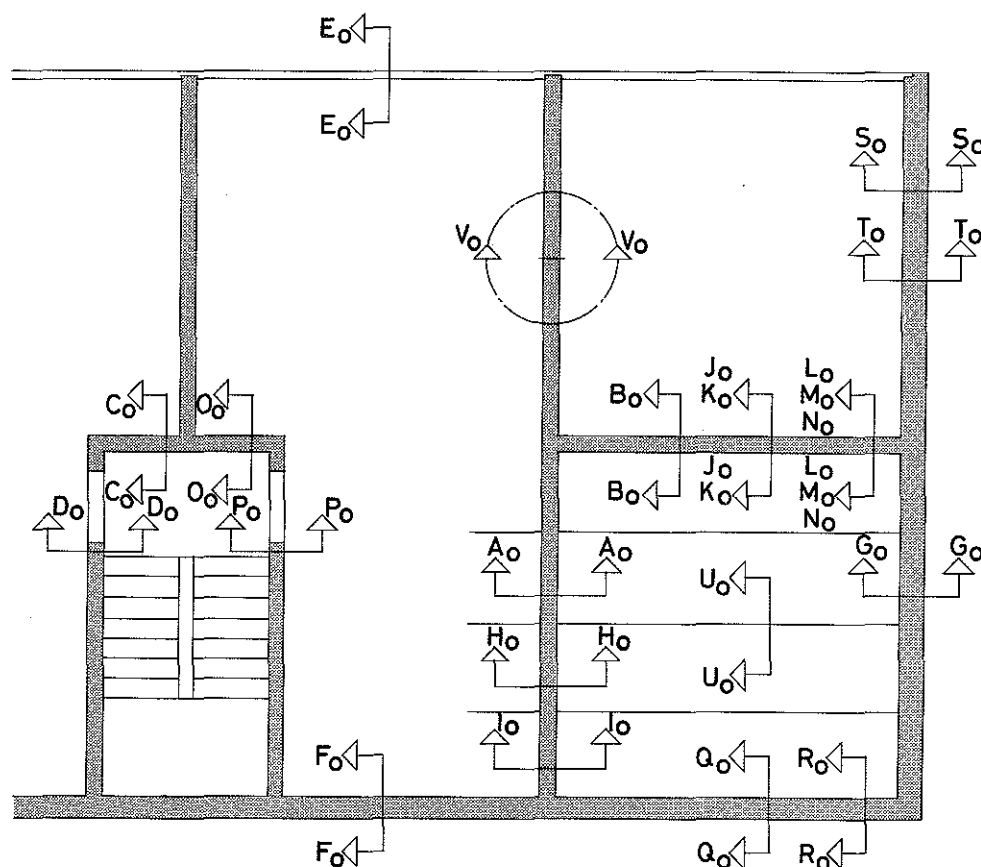 Eo
Eo
So So
To To
Vo Vo
Jo Lo
Co Oo Bo Ko Mo
No
Jo Lo
Co Oo Bo Ko Mo
Do Do Po Po No
Ao Ao Go Go
Uo
Ho Ho
Uo
Io Io
Fo Qo Ro
Fo Qo Ro